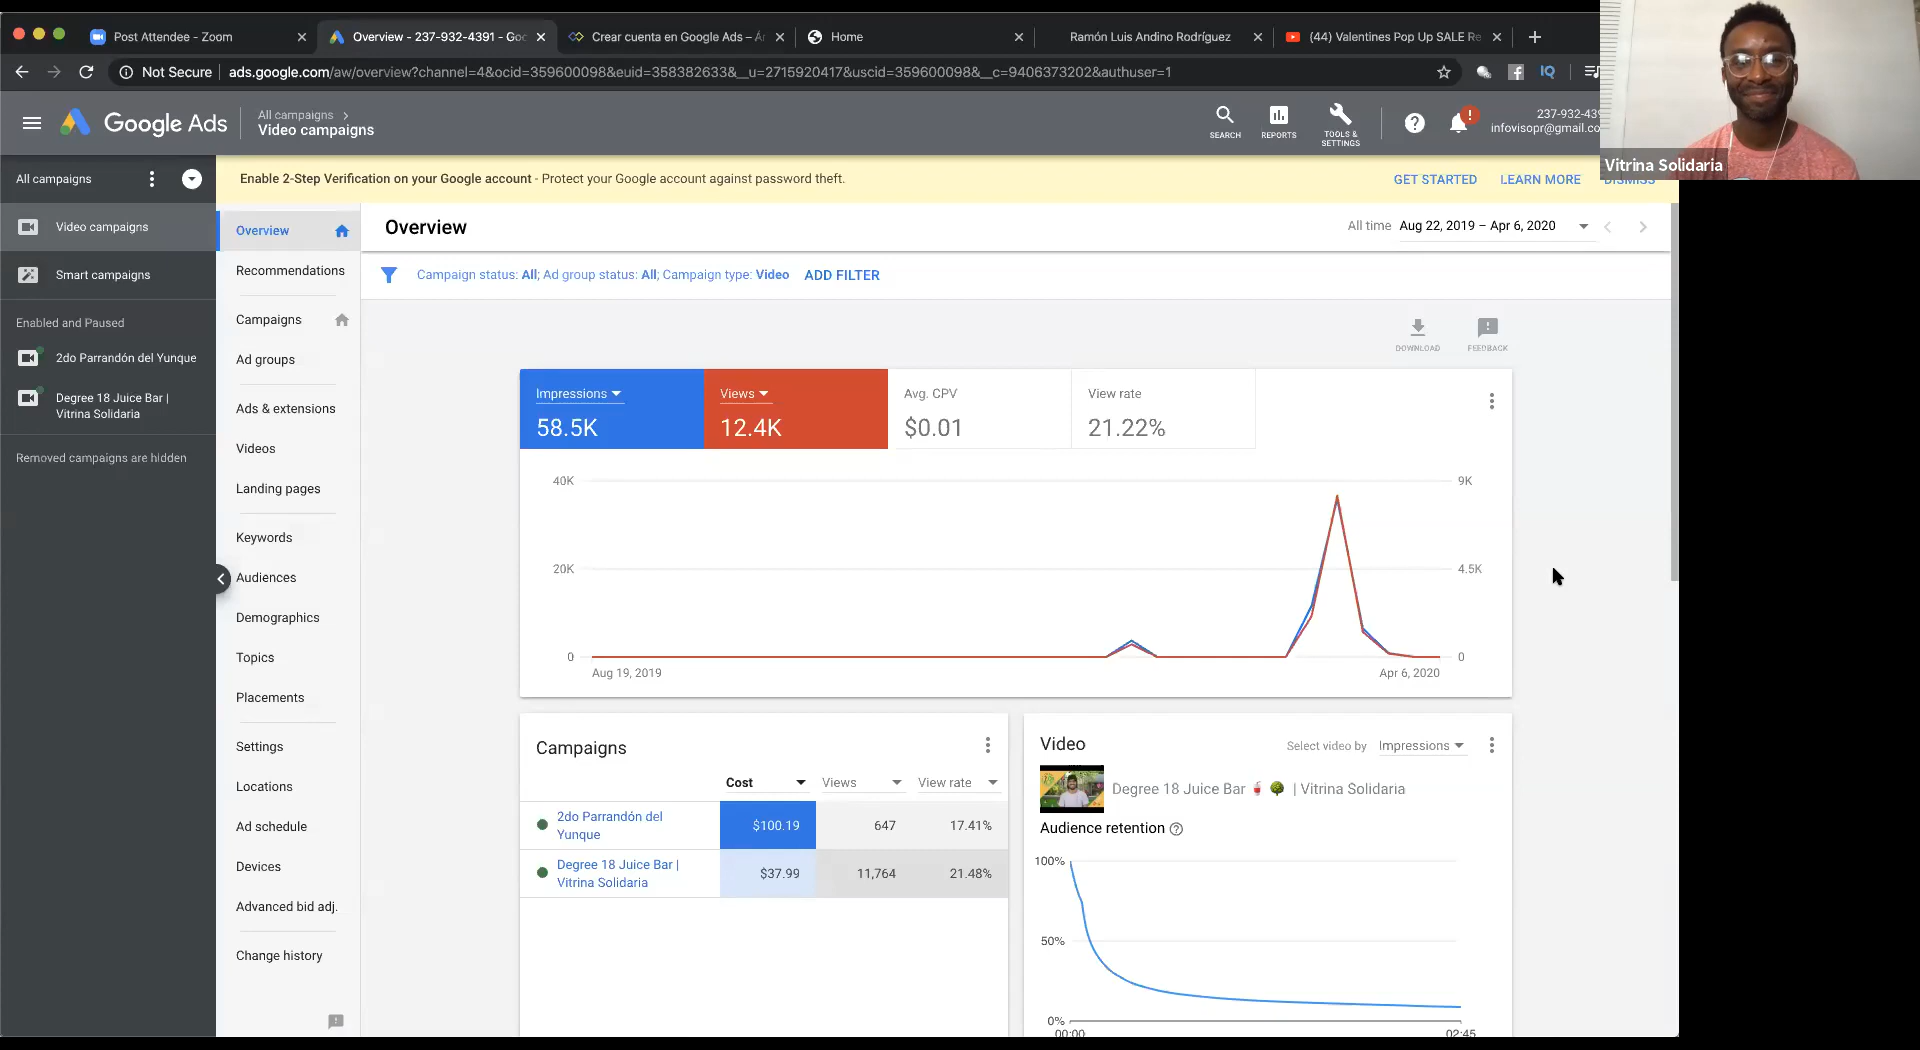 Post Attendee - Zoom
Overview - 237-932-4391 - Goo
Crear cuenta en Google Ads – Á
Home
Ramón Luis Andino Rodríguez
(44) Valentines Pop Up SALE Re
Not Secure
ads.google.com/aw/overview?channel=4&ocid=359600098&euid=358382633&__u=2715920417&uscid=359600098&__c=9406373202&authuser=1
IQ
Google Ads
All campaigns >
Video campaigns
SEARCH
REPORTS
TOOLS &
SETTINGS
237-932-439
infovisopr@gmail.co
Vitrina Solidaria
All campaigns
Video campaigns
Smart campaigns
Enabled and Paused
2do Parrandón del Yunque
Degree 18 Juice Bar |
Vitrina Solidaria
Removed campaigns are hidden
Enable 2-Step Verification on your Google account - Protect your Google account against password theft.
GET STARTED
LEARN MORE
DISMISS
Overview
Recommendations
Campaigns
Ad groups
Ads & extensions
Videos
Landing pages
Keywords
Audiences
Demographics
Topics
Placements
Settings
Locations
Ad schedule
Devices
Advanced bid adj.
Change history
Overview
All time Aug 22, 2019 – Apr 6, 2020
Campaign status: All; Ad group status: All; Campaign type: Video
ADD FILTER
DOWNLOAD
FEEDBACK
Impressions
58.5K
Views
12.4K
Avg. CPV
$0.01
View rate
21.22%
40K
9K
20K
4.5K
0
0
Aug 19, 2019
Apr 6, 2020
Campaigns
Cost
Views
View rate
2do Parrandón del
Yunque
$100.19
647
17.41%
Degree 18 Juice Bar |
Vitrina Solidaria
$37.99
11,764
21.48%
Video
Select video by Impressions
Degree 18 Juice Bar 🍹 🌳 | Vitrina Solidaria
Audience retention
100%
50%
0%
00:00
02:45